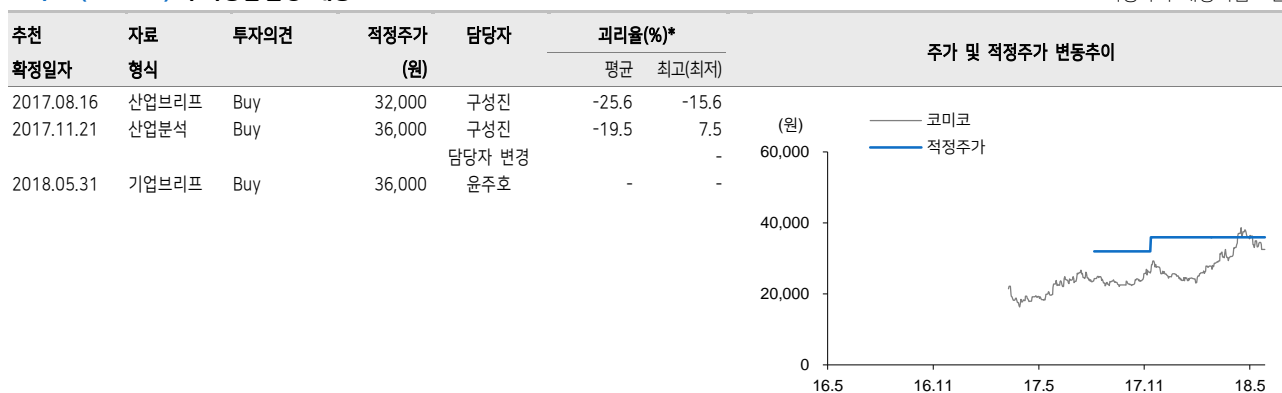 추천 자료 투자의견 적정주가 담당자 괴리율(%)* 주가 및 적정주가 변동추이
확정일자 형식 (원) 평균 최고(최저)
2017.08.16 산업브리프 Buy 32,000 구성진 -25.6 -15.6
2017.11.21 산업분석 Buy 36,000 구성진 -19.5 7.5
담당자 변경 -
2018.05.31 기업브리프 Buy 36,000 윤주호 - -
(원)
코미코
적정주가
60,000
40,000
20,000
0
16.5 16.11 17.5 17.11 18.5